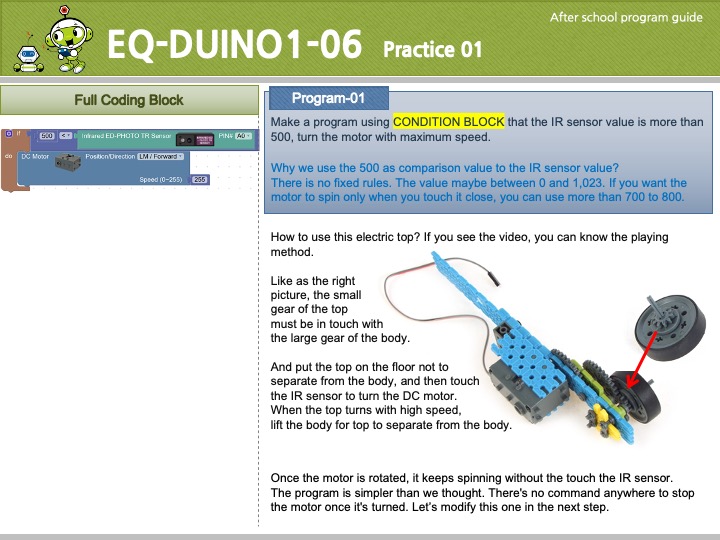 After school program guide
EQ-DUINO1-06 Practice 01
Full Coding Block
if 500 < Infrared ED-PHOTO TR Sensor PIN# A0
do DC Motor Position/Direction LM / Forward
Speed (0~255) 255
Program-01
Make a program using CONDITION BLOCK that the IR sensor value is more than
500, turn the motor with maximum speed.
Why we use the 500 as comparison value to the IR sensor value?
There is no fixed rules. The value maybe between 0 and 1,023. If you want the
motor to spin only when you touch it close, you can use more than 700 to 800.
How to use this electric top? If you see the video, you can know the playing
method.
Like as the right
picture, the small
gear of the top
must be in touch with
the large gear of the body.
And put the top on the floor not to
separate from the body, and then touch
the IR sensor to turn the DC motor.
When the top turns with high speed,
lift the body for top to separate from the body.
Once the motor is rotated, it keeps spinning without the touch the IR sensor.
The program is simpler than we thought. There's no command anywhere to stop
the motor once it's turned. Let’s modify this one in the next step.